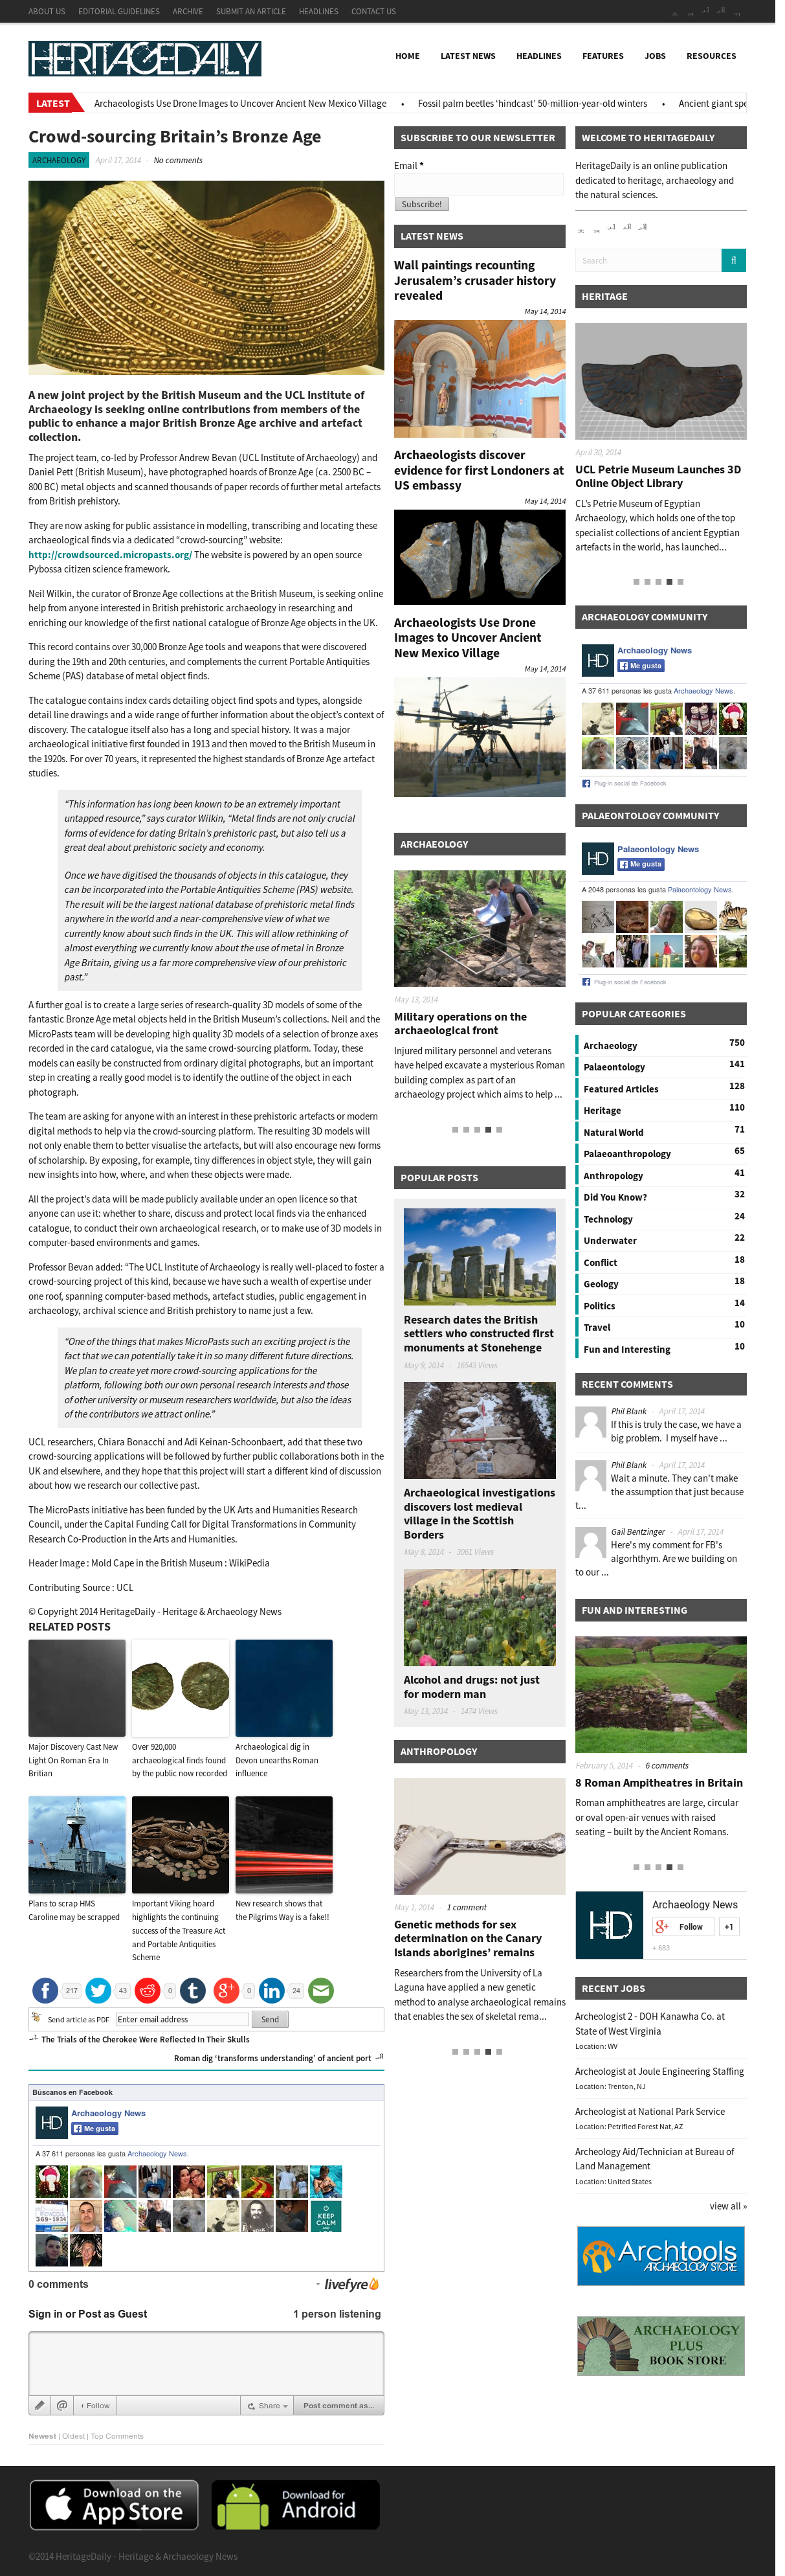 ABOUT US EDITORIAL GUIDELINES ARCHIVE SUBMIT AN ARTICLE HEADLINES CONTACT US
HERITAGEDAILY
HOME LATEST NEWS HEADLINES FEATURES JOBS RESOURCES
LATEST Archaeologists Use Drone Images to Uncover Ancient New Mexico Village • Fossil palm beetles ‘hindcast’ 50-million-year-old winters • Ancient giant spe
Crowd-sourcing Britain’s Bronze Age
ARCHAEOLOGY April 17, 2014 - No comments
A new joint project by the British Museum and the UCL Institute of
Archaeology is seeking online contributions from members of the
public to enhance a major British Bronze Age archive and artefact
collection.
The project team, co-led by Professor Andrew Bevan (UCL Institute of Archaeology) and
Daniel Pett (British Museum), have photographed hoards of Bronze Age (ca. 2500 BC –
800 BC) metal objects and scanned thousands of paper records of further metal artefacts
from British prehistory.
They are now asking for public assistance in modelling, transcribing and locating these
archaeological finds via a dedicated “crowd-sourcing” website:
http://crowdsourced.micropasts.org/ The website is powered by an open source
Pybossa citizen science framework.
Neil Wilkin, the curator of Bronze Age collections at the British Museum, is seeking online
help from anyone interested in British prehistoric archaeology in researching and
enriching our knowledge of the first national catalogue of Bronze Age objects in the UK.
This record contains over 30,000 Bronze Age tools and weapons that were discovered
during the 19th and 20th centuries, and complements the current Portable Antiquities
Scheme (PAS) database of metal object finds.
The catalogue contains index cards detailing object find spots and types, alongside
detail line drawings and a wide range of further information about the object’s context of
discovery. The catalogue itself also has a long and special history. It was a major
archaeological initiative first founded in 1913 and then moved to the British Museum in
the 1920s. For over 70 years, it represented the highest standards of Bronze Age artefact
studies.
“This information has long been known to be an extremely important
untapped resource,” says curator Wilkin, “Metal finds are not only crucial
forms of evidence for dating Britain’s prehistoric past, but also tell us a
great deal about prehistoric society and economy.
Once we have digitised the thousands of objects in this catalogue, they
can be incorporated into the Portable Antiquities Scheme (PAS) website.
The result will be the largest national database of prehistoric metal finds
anywhere in the world and a near-comprehensive view of what we
currently know about such finds in the UK. This will allow rethinking of
almost everything we currently know about the use of metal in Bronze
Age Britain, giving us a far more comprehensive view of our prehistoric
past.”
A further goal is to create a large series of research-quality 3D models of some of the
fantastic Bronze Age metal objects held in the British Museum’s collections. Neil and the
MicroPasts team will be developing high quality 3D models of a selection of bronze axes
recorded in the card catalogue, via the same crowd-sourcing platform. Today, these
models can easily be constructed from ordinary digital photographs, but an important
step in creating a really good model is to identify the outline of the object in each
photograph.
The team are asking for anyone with an interest in these prehistoric artefacts or modern
digital methods to help via the crowd-sourcing platform. The resulting 3D models will
not only enable them to better visualise the artefacts, but will also encourage new forms
of scholarship. By exposing, for example, tiny differences in object style, they will gain
new insights into how, where, and when these objects were made.
All the project’s data will be made publicly available under an open licence so that
anyone can use it: whether to share, discuss and protect local finds via the enhanced
catalogue, to conduct their own archaeological research, or to make use of 3D models in
computer-based environments and games.
Professor Bevan added: “The UCL Institute of Archaeology is really well-placed to foster a
crowd-sourcing project of this kind, because we have such a wealth of expertise under
one roof, spanning computer-based methods, artefact studies, public engagement in
archaeology, archival science and British prehistory to name just a few.
“One of the things that makes MicroPasts such an exciting project is the
fact that we can potentially take it in so many different future directions.
We plan to create yet more crowd-sourcing applications for the
platform, following both our own personal research interests and those
of other university or museum researchers worldwide, but also the ideas
of the contributors we attract online.”
UCL researchers, Chiara Bonacchi and Adi Keinan-Schoonbaert, add that these two
crowd-sourcing applications will be followed by further public contributions both in the
UK and elsewhere, and they hope that this project will start a different kind of discussion
about how we research our collective past.
The MicroPasts initiative has been funded by the UK Arts and Humanities Research
Council, under the Capital Funding Call for Digital Transformations in Community
Research Co-Production in the Arts and Humanities.
Header Image : Mold Cape in the British Museum : WikiPedia
Contributing Source : UCL
© Copyright 2014 HeritageDaily - Heritage & Archaeology News
RELATED POSTS
Major Discovery Cast New
Light On Roman Era In
Britian
Over 920,000
archaeological finds found
by the public now recorded
Archaeological dig in
Devon unearths Roman
influence
Plans to scrap HMS
Caroline may be scrapped
Important Viking hoard
highlights the continuing
success of the Treasure Act
and Portable Antiquities
Scheme
New research shows that
the Pilgrims Way is a fake!!
217 43 0 0 24
Send article as PDF Enter email address Send
The Trials of the Cherokee Were Reflected In Their Skulls
Roman dig ‘transforms understanding’ of ancient port
Búscanos en Facebook
HD Archaeology News
Me gusta
A 37 611 personas les gusta Archaeology News.
KEEP
CALM
0 comments
livefyre
Sign in or Post as Guest 1 person listening
+ Follow Share Post comment as...
Newest | Oldest | Top Comments
SUBSCRIBE TO OUR NEWSLETTER
Email *
Subscribe!
LATEST NEWS
Wall paintings recounting
Jerusalem’s crusader history
revealed
May 14, 2014
Archaeologists discover
evidence for first Londoners at
US embassy
May 14, 2014
Archaeologists Use Drone
Images to Uncover Ancient
New Mexico Village
May 14, 2014
ARCHAEOLOGY
May 13, 2014
Military operations on the
archaeological front
Injured military personnel and veterans
have helped excavate a mysterious Roman
building complex as part of an
archaeology project which aims to help ...
POPULAR POSTS
Research dates the British
settlers who constructed first
monuments at Stonehenge
May 9, 2014 - 16543 Views
Archaeological investigations
discovers lost medieval
village in the Scottish
Borders
May 8, 2014 - 3061 Views
Alcohol and drugs: not just
for modern man
May 13, 2014 - 1474 Views
ANTHROPOLOGY
May 1, 2014 - 1 comment
Genetic methods for sex
determination on the Canary
Islands aborigines’ remains
Researchers from the University of La
Laguna have applied a new genetic
method to analyse archaeological remains
that enables the sex of skeletal rema...
WELCOME TO HERITAGEDAILY
HeritageDaily is an online publication
dedicated to heritage, archaeology and
the natural sciences.
Search
HERITAGE
April 30, 2014
UCL Petrie Museum Launches 3D
Online Object Library
CL’s Petrie Museum of Egyptian
Archaeology, which holds one of the top
specialist collections of ancient Egyptian
artefacts in the world, has launched...
ARCHAEOLOGY COMMUNITY
HD Archaeology News
Me gusta
A 37 611 personas les gusta Archaeology News.
Plug-in social de Facebook
PALAEONTOLOGY COMMUNITY
HD Palaeontology News
Me gusta
A 2048 personas les gusta Palaeontology News.
Plug-in social de Facebook
POPULAR CATEGORIES
Archaeology 750
Palaeontology 141
Featured Articles 128
Heritage 110
Natural World 71
Palaeoanthropology 65
Anthropology 41
Did You Know? 32
Technology 24
Underwater 22
Conflict 18
Geology 18
Politics 14
Travel 10
Fun and Interesting 10
RECENT COMMENTS
Phil Blank - April 17, 2014
If this is truly the case, we have a
big problem. I myself have ...
Phil Blank - April 17, 2014
Wait a minute. They can't make
the assumption that just because
t...
Gail Bentzinger - April 17, 2014
Here's my comment for FB's
algorhthym. Are we building on
to our ...
FUN AND INTERESTING
February 5, 2014 - 6 comments
8 Roman Ampitheatres in Britain
Roman amphitheatres are large, circular
or oval open-air venues with raised
seating – built by the Ancient Romans.
HD Archaeology News
Follow +1
+ 683
RECENT JOBS
Archeologist 2 - DOH Kanawha Co. at
State of West Virginia
Location: WV
Archeologist at Joule Engineering Staffing
Location: Trenton, NJ
Archeologist at National Park Service
Location: Petrified Forest Nat, AZ
Archeology Aid/Technician at Bureau of
Land Management
Location: United States
view all »
Archtools
ARCHAEOLOGY STORE
ARCHAEOLOGY
PLUS
BOOK STORE
Download on the
App Store
Download for
Android
©2014 HeritageDaily - Heritage & Archaeology News